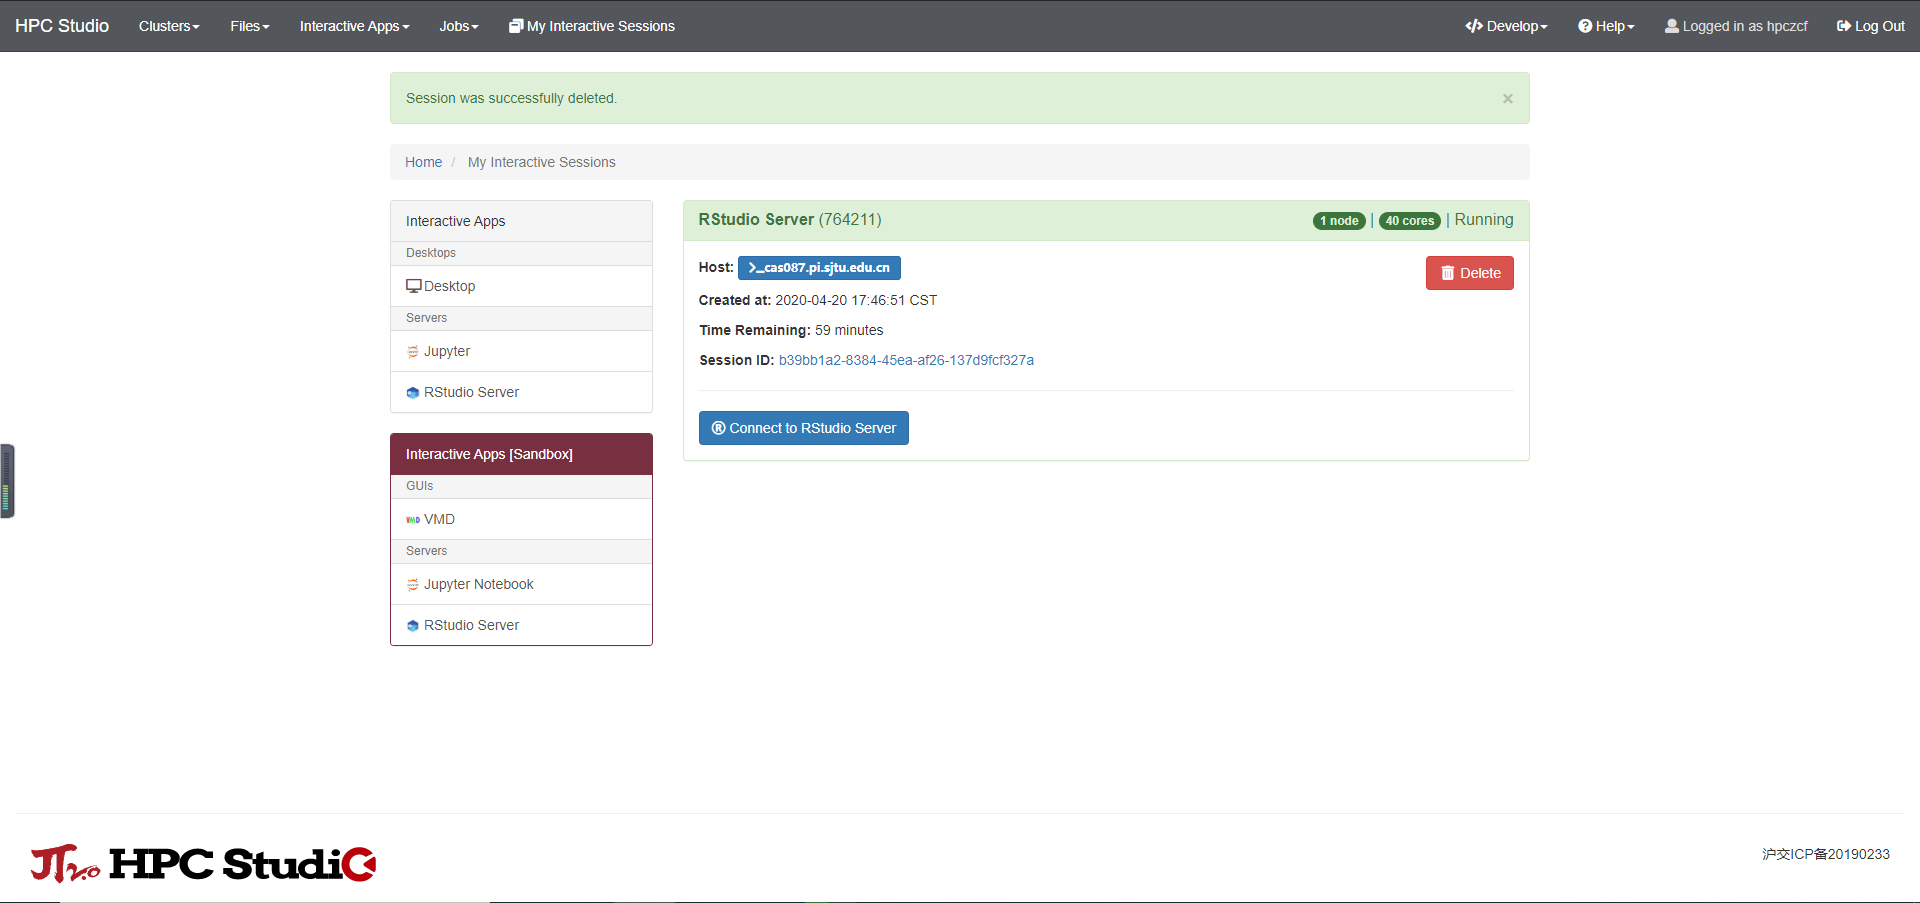 HPC Studio Clusters Files Interactive Apps Jobs My Interactive Sessions Develop Help Logged in as hpczcf Log Out
Session was successfully deleted. ×
Home / My Interactive Sessions
Interactive Apps
Desktops
Desktop
Servers
Jupyter
RStudio Server
Interactive Apps [Sandbox]
GUIs
VMD VMD
Servers
Jupyter Notebook
RStudio Server
RStudio Server (764211) 1 node | 40 cores | Running
Host: >_cas087.pi.sjtu.edu.cn
Delete
Created at: 2020-04-20 17:46:51 CST
Time Remaining: 59 minutes
Session ID: b39bb1a2-8384-45ea-af26-137d9fcf327a
® Connect to RStudio Server
π2.0 HPC Studio
沪交ICP备20190233